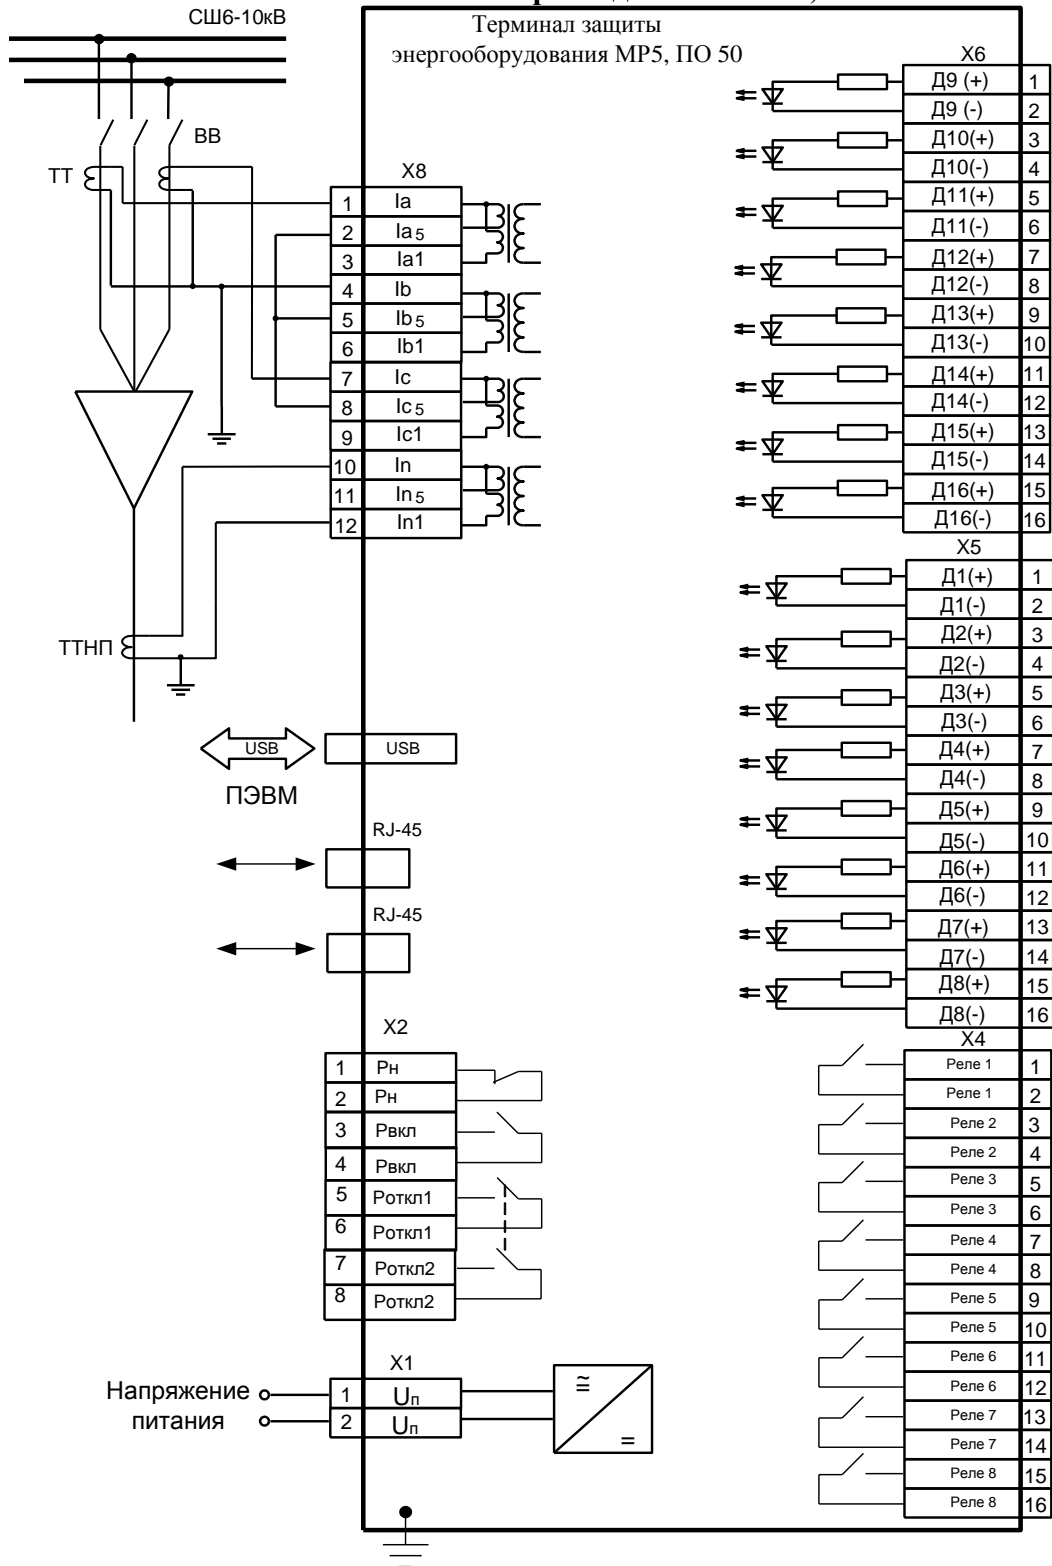 СШ6-10кВ
Терминал защиты
энергооборудования МР5, ПО 50
ВВ
ТТ
X8
1 Ia
2 Ia5
3 Ia1
4 Ib
5 Ib5
6 Ib1
7 Ic
8 Ic5
9 Ic1
10 In
11 In5
12 In1
ТТНП
USB
USB
ПЭВМ
RJ-45
RJ-45
X2
1 Рн
2 Рн
3 Рвкл
4 Рвкл
5 Роткл1
6 Роткл1
7 Роткл2
8 Роткл2
X1
Напряжение
питания
1 Uп
2 Uп
≅
=
X6
Д9 (+) 1
Д9 (-) 2
Д10(+) 3
Д10(-) 4
Д11(+) 5
Д11(-) 6
Д12(+) 7
Д12(-) 8
Д13(+) 9
Д13(-) 10
Д14(+) 11
Д14(-) 12
Д15(+) 13
Д15(-) 14
Д16(+) 15
Д16(-) 16
X5
Д1(+) 1
Д1(-) 2
Д2(+) 3
Д2(-) 4
Д3(+) 5
Д3(-) 6
Д4(+) 7
Д4(-) 8
Д5(+) 9
Д5(-) 10
Д6(+) 11
Д6(-) 12
Д7(+) 13
Д7(-) 14
Д8(+) 15
Д8(-) 16
X4
Реле 1 1
Реле 1 2
Реле 2 3
Реле 2 4
Реле 3 5
Реле 3 6
Реле 4 7
Реле 4 8
Реле 5 9
Реле 5 10
Реле 6 11
Реле 6 12
Реле 7 13
Реле 7 14
Реле 8 15
Реле 8 16